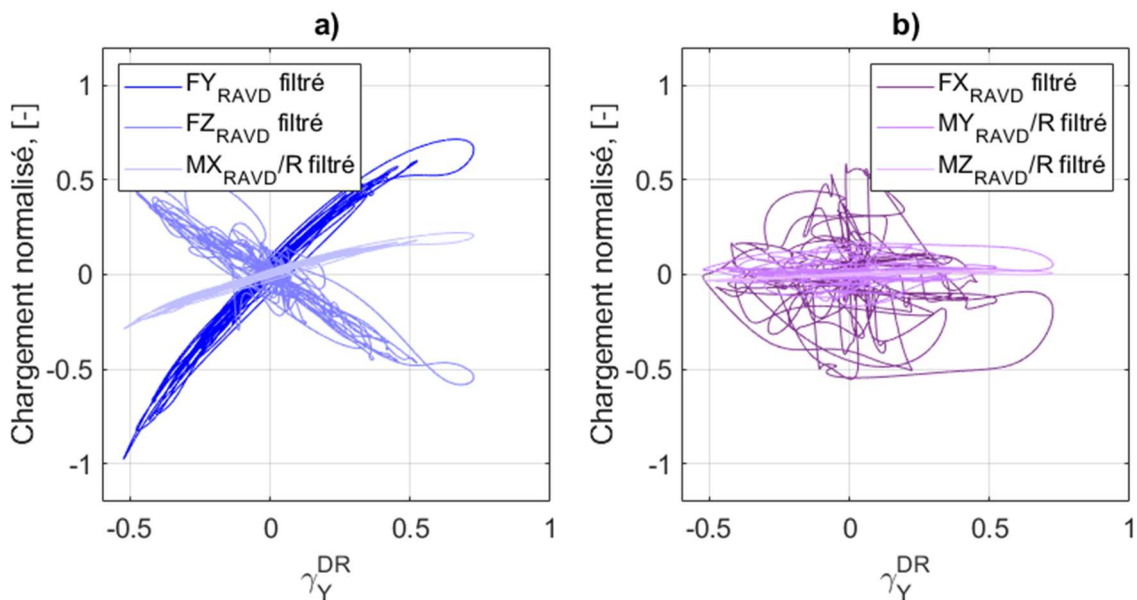 a)
Chargement normalisé, [-]
1
0.5
0
-0.5
-1
FY_RAVD filtré
FZ_RAVD filtré
MX_RAVD/R filtré
-0.5 0 0.5 1
γ_Y^DR
b)
Chargement normalisé, [-]
1
0.5
0
-0.5
-1
FX_RAVD filtré
MY_RAVD/R filtré
MZ_RAVD/R filtré
-0.5 0 0.5 1
γ_Y^DR